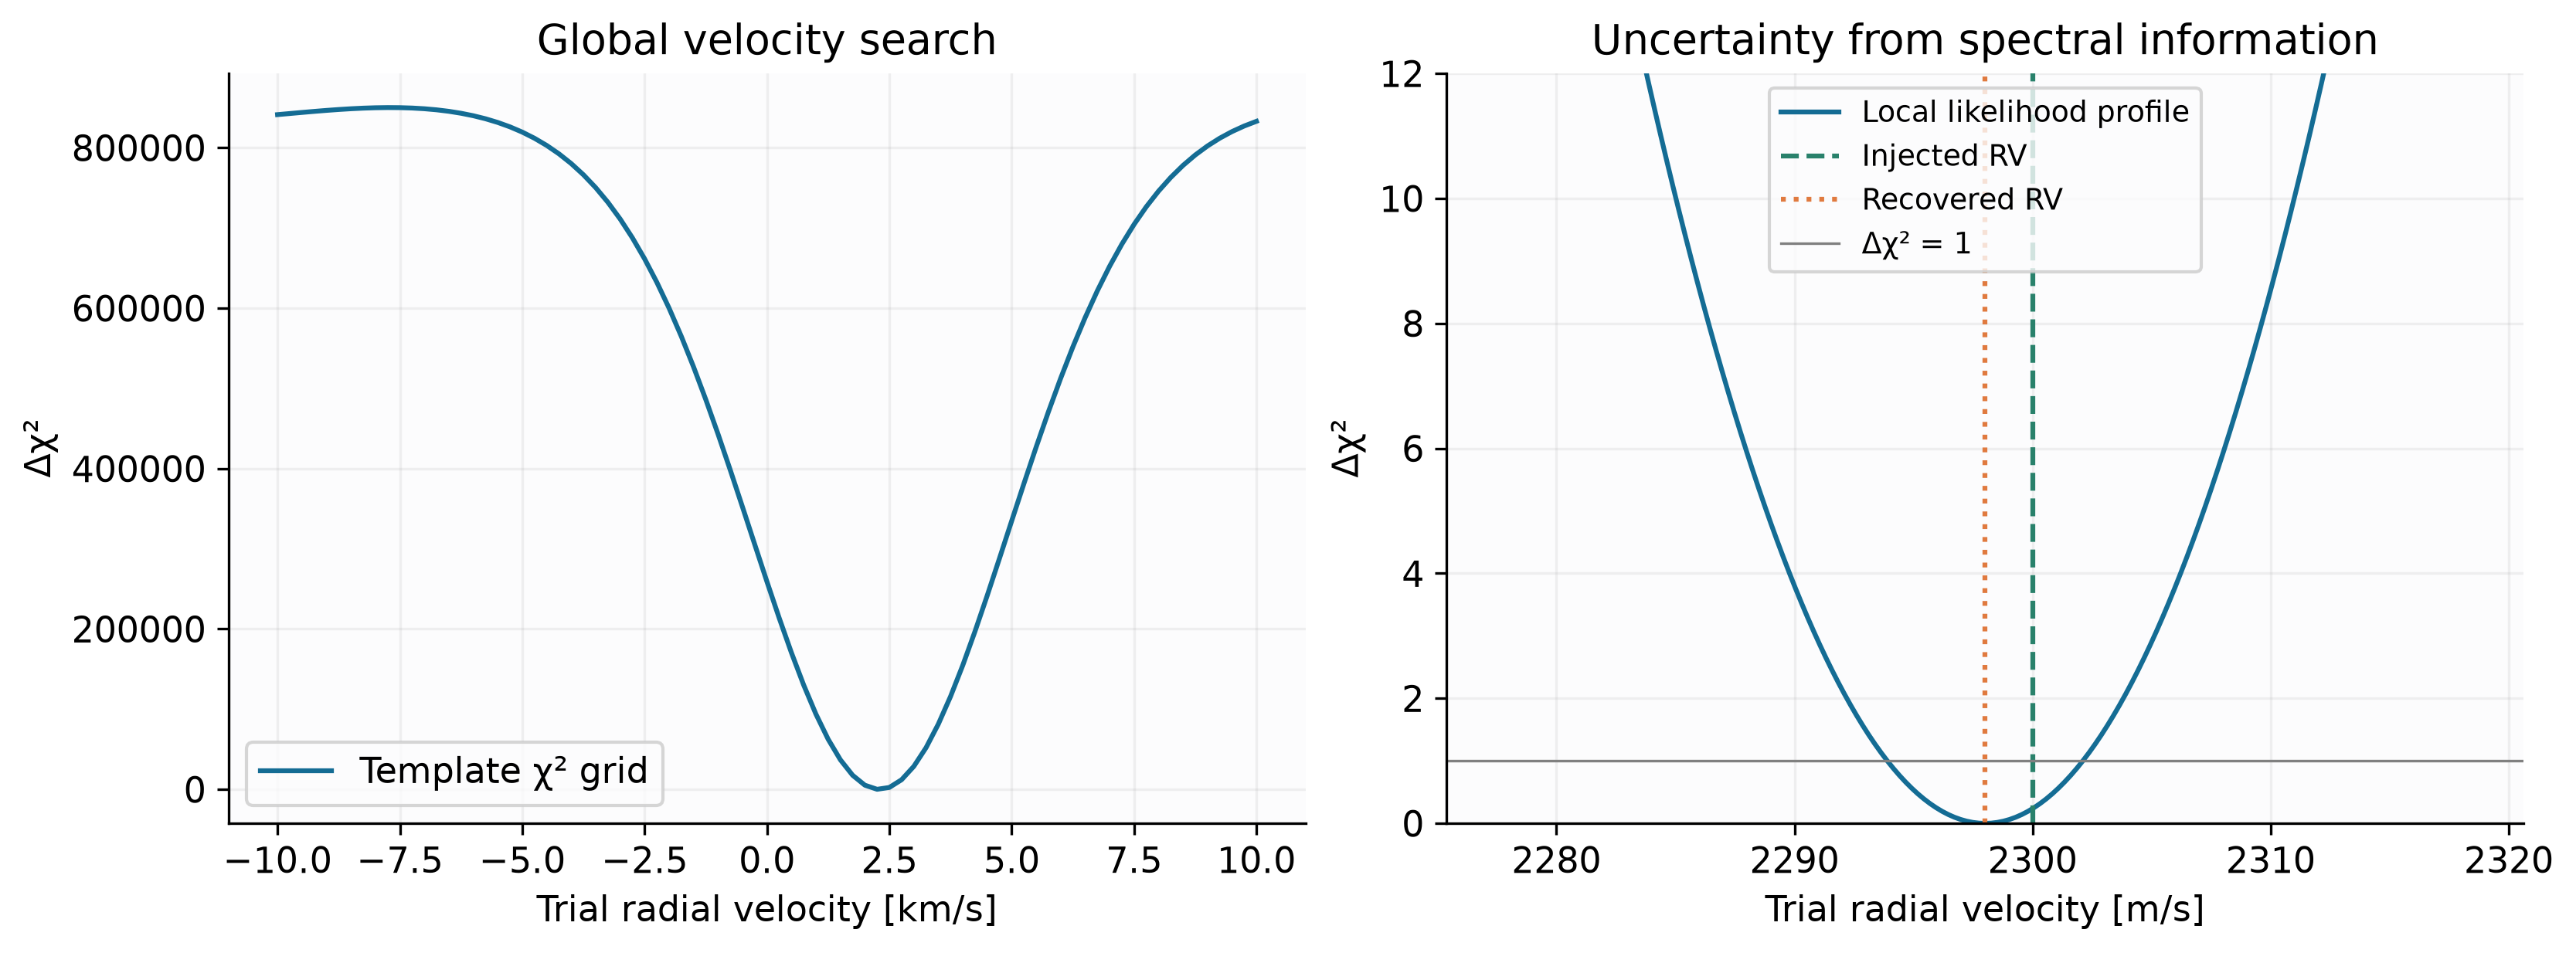 Global velocity search
Δχ²
800000
600000
400000
200000
0
Template χ² grid
−10.0 −7.5 −5.0 −2.5 0.0 2.5 5.0 7.5 10.0
Trial radial velocity [km/s]
Uncertainty from spectral information
Δχ²
12
10
8
6
4
2
0
Local likelihood profile
Injected RV
Recovered RV
Δχ² = 1
2280 2290 2300 2310 2320
Trial radial velocity [m/s]